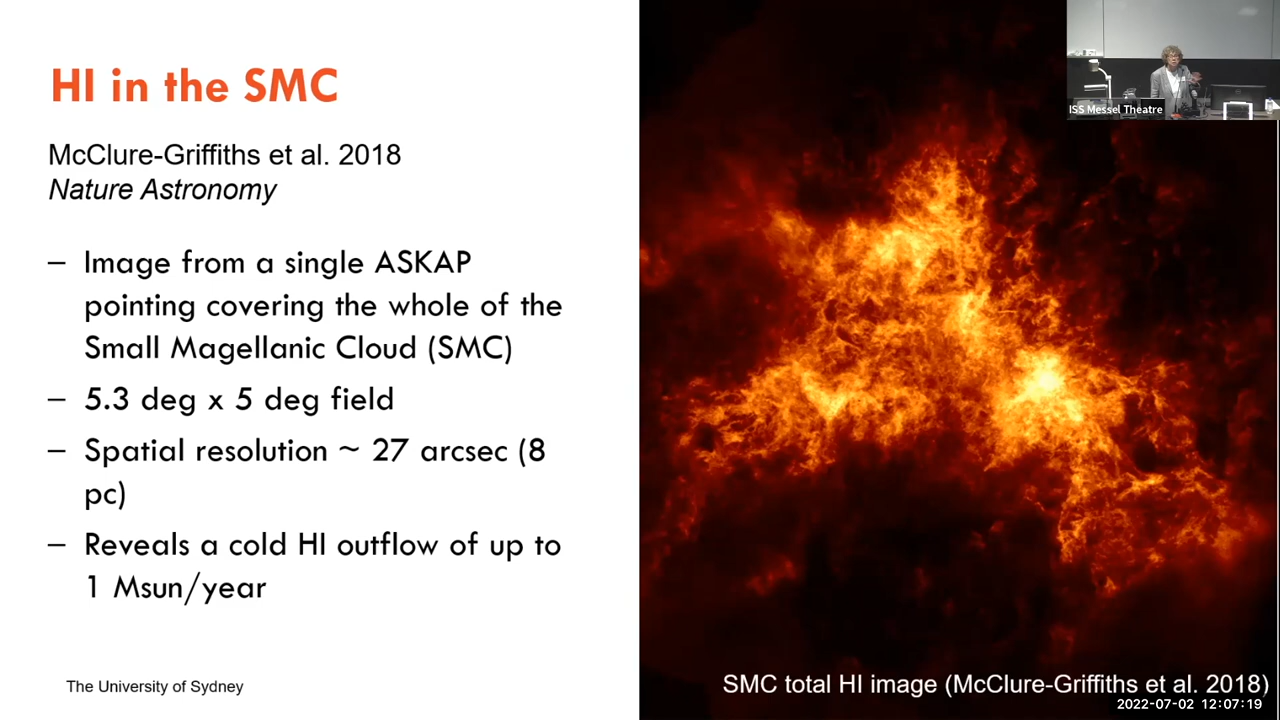 HI in the SMC
McClure-Griffiths et al. 2018
Nature Astronomy
– Image from a single ASKAP
pointing covering the whole of the
Small Magellanic Cloud (SMC)
– 5.3 deg x 5 deg field
– Spatial resolution ~ 27 arcsec (8
pc)
– Reveals a cold HI outflow of up to
1 Msun/year
The University of Sydney
ISS Messel Theatre
SMC total HI image (McClure-Griffiths et al. 2018)
2022-07-02 12:07:19